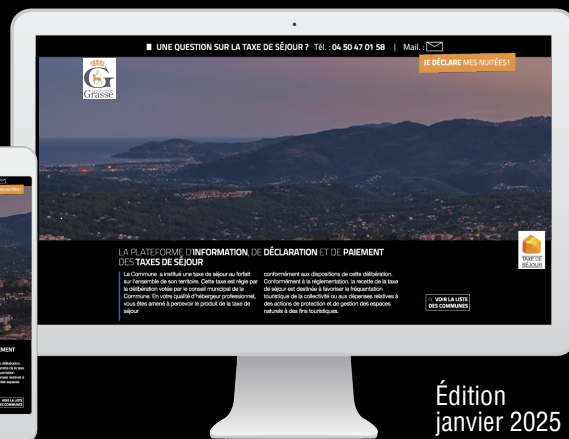 UNE QUESTION SUR LA TAXE DE SÉJOUR ? Tél. : 04 50 47 01 58 | Mail. :
JE DÉCLARE MES NUITÉES !
G
Grasse
LA PLATEFORME D'INFORMATION, DE DÉCLARATION ET DE PAIEMENT
DES TAXES DE SÉJOUR
La Commune a institué une taxe de séjour au forfait
sur l'ensemble de son territoire. Cette taxe est régie par
la délibération votée par le conseil municipal de la
Commune. En votre qualité d'hébergeur professionnel,
vous êtes amené à percevoir le produit de la taxe de
séjour
conformément aux dispositions de cette délibération.
Conformément à la réglementation, la recette de la taxe
de séjour est destinée à favoriser la fréquentation
touristique de la collectivité ou aux dépenses relatives à
des actions de protection et de gestion des espaces
naturels à des fins touristiques.
TAXE DE
SÉJOUR
VOIR LA LISTE
DES COMMUNES
VOIR LA LISTE
DES COMMUNES
Édition
janvier 2025